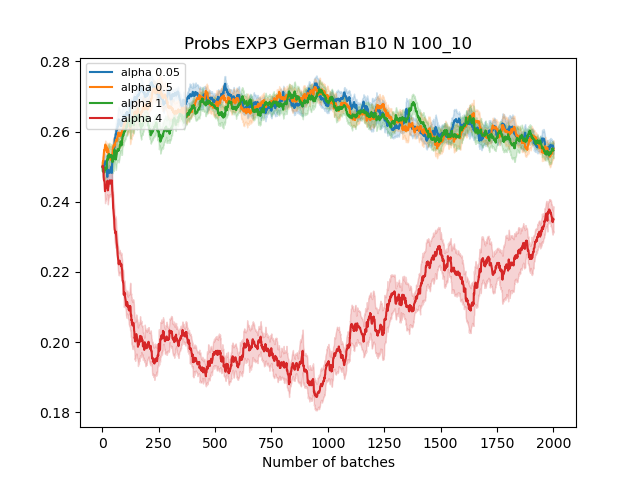 Probs EXP3 German B10 N 100_10
alpha 0.05
alpha 0.5
alpha 1
alpha 4
0.28
0.26
0.24
0.22
0.20
0.18
0 250 500 750 1000 1250 1500 1750 2000
Number of batches